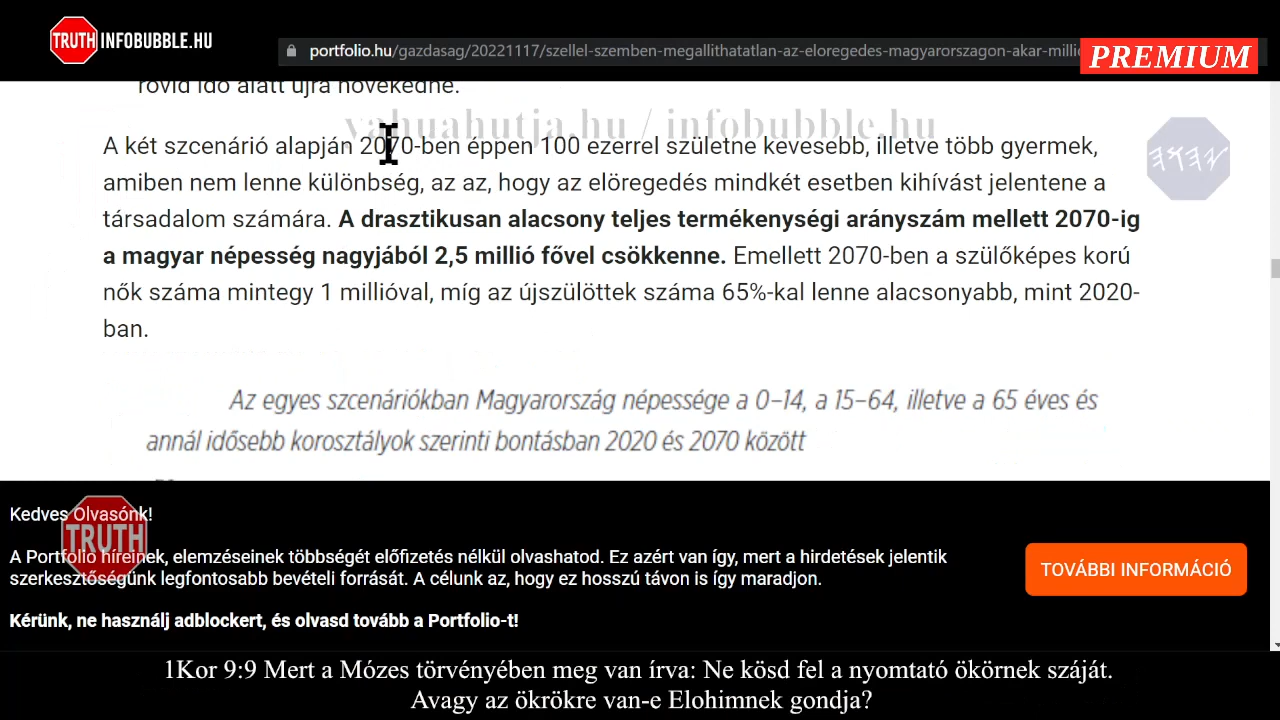 TRUTH INFOBUBBLE.HU
portfolio.hu/gazdasag/20221117/szellel-szemben-megallithatatlan-az-eloregedes-magyarorszagon-akar-milli
PREMIUM
rövid idő alatt újra növekedne.
yahuahutja.hu / infobubble.hu
A két szcenárió alapján 2070-ben éppen 100 ezerrel születne kevesebb, illetve több gyermek,
amiben nem lenne különbség, az az, hogy az elöregedés mindkét esetben kihívást jelentene a
társadalom számára. A drasztikusan alacsony teljes termékenységi arányszám mellett 2070-ig
a magyar népesség nagyjából 2,5 millió fővel csökkenne. Emellett 2070-ben a szülőképes korú
nők száma mintegy 1 millióval, míg az újszülöttek száma 65%-kal lenne alacsonyabb, mint 2020-
ban.
𐤉𐤄𐤅𐤄
Az egyes szcenáriókban Magyarország népessége a 0–14, a 15–64, illetve a 65 éves és
annál idősebb korosztályok szerinti bontásban 2020 és 2070 között
Kedves Olvasónk!
TRUTH
A Portfolio híreinek, elemzéseinek többségét előfizetés nélkül olvashatod. Ez azért van így, mert a hirdetések jelentik
szerkesztőségünk legfontosabb bevételi forrását. A célunk az, hogy ez hosszú távon is így maradjon.
Kérünk, ne használj adblockert, és olvasd tovább a Portfolio-t!
TOVÁBBI INFORMÁCIÓ
1Kor 9:9 Mert a Mózes törvényében meg van írva: Ne kösd fel a nyomtató ökörnek száját.
Avagy az ökrökre van-e Elohimnek gondja?